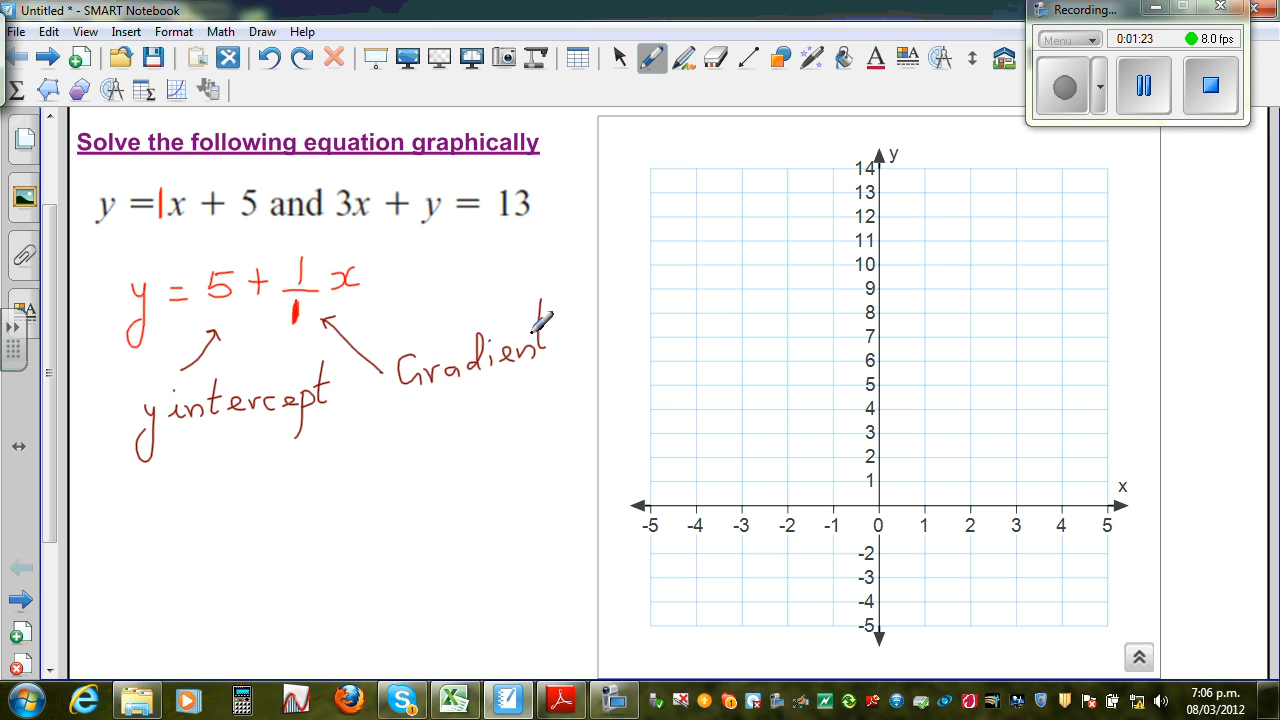 Untitled * - SMART Notebook
File Edit View Insert Format Math Draw Help
Recording...
Menu 0:01:23 8.0 fps
Solve the following equation graphically
y = 1x + 5 and 3x + y = 13
y = 5 + 1/1 x
y intercept
Gradient
y
14
13
12
11
10
9
8
7
6
5
4
3
2
1
x
-5 -4 -3 -2 -1 0 1 2 3 4 5
-2
-3
-4
-5
7:06 p.m.
08/03/2012